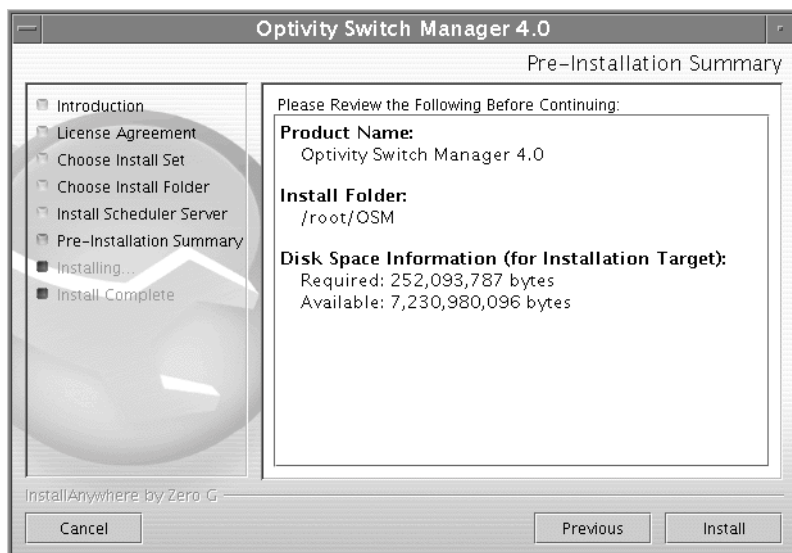 Optivity Switch Manager 4.0
Pre-Installation Summary
Introduction
License Agreement
Choose Install Set
Choose Install Folder
Install Scheduler Server
Pre-Installation Summary
Installing...
Install Complete
Please Review the Following Before Continuing:
Product Name:
Optivity Switch Manager 4.0
Install Folder:
/root/OSM
Disk Space Information (for Installation Target):
Required: 252,093,787 bytes
Available: 7,230,980,096 bytes
InstallAnywhere by Zero G
Cancel
Previous
Install